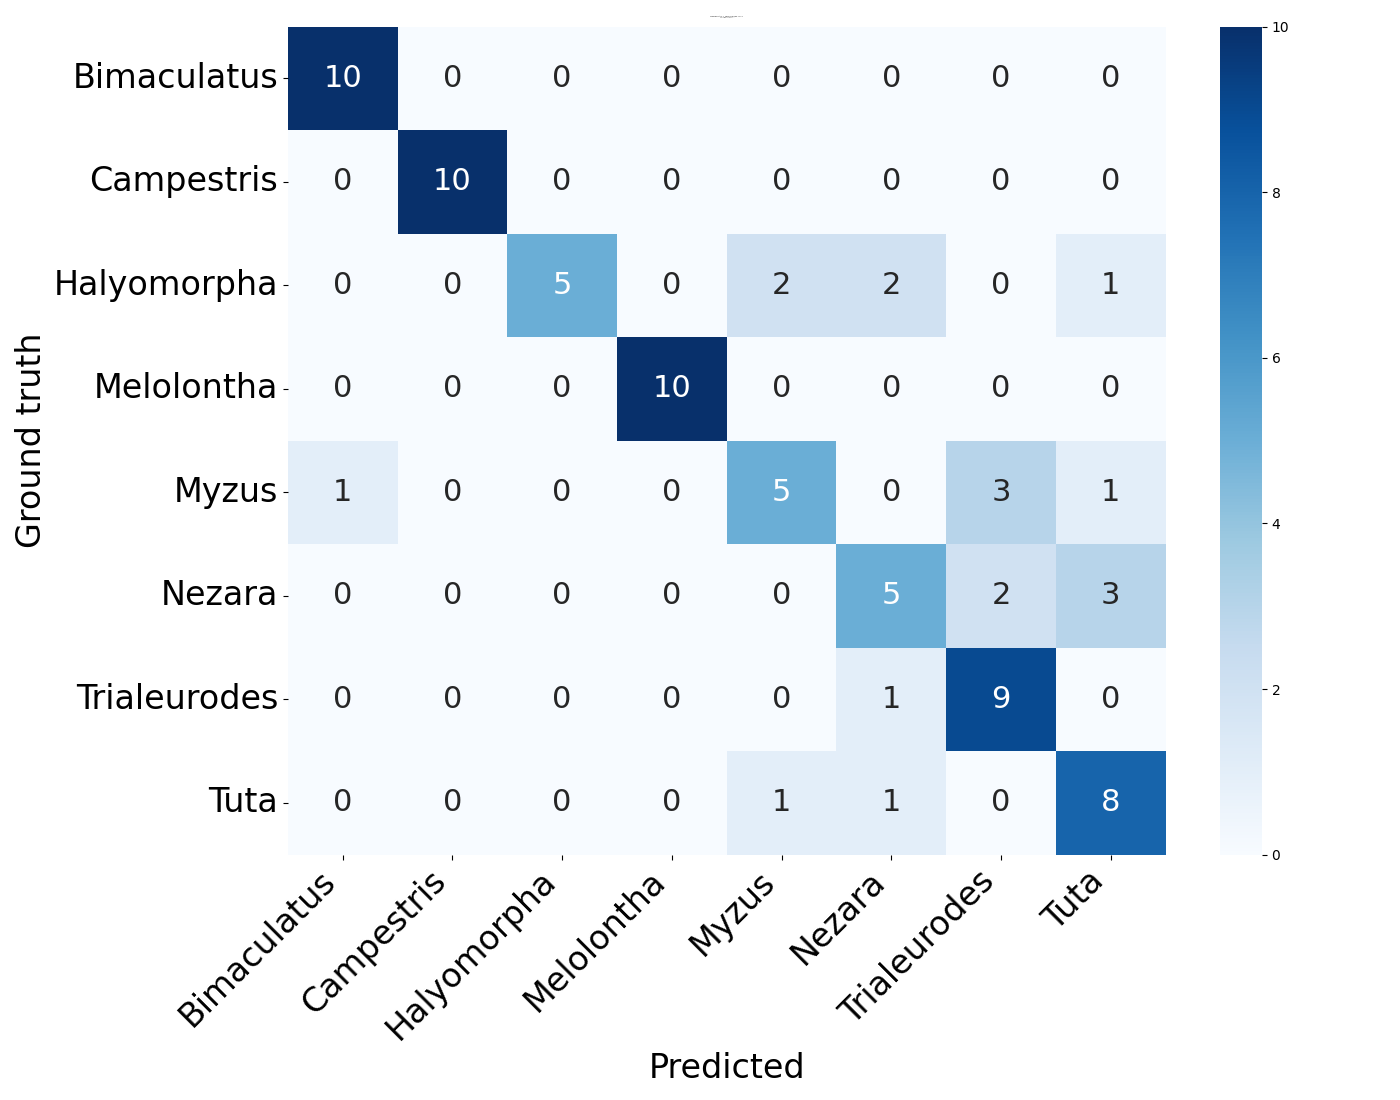 Bimaculatus 10 0 0 0 0 0 0 0
Campestris 0 10 0 0 0 0 0 0
Halyomorpha 0 0 5 0 2 2 0 1
Melolontha 0 0 0 10 0 0 0 0
Myzus 1 0 0 0 5 0 3 1
Nezara 0 0 0 0 0 5 2 3
Trialeurodes 0 0 0 0 0 1 9 0
Tuta 0 0 0 0 1 1 0 8
Ground truth
Bimaculatus Campestris Halyomorpha Melolontha Myzus Nezara Trialeurodes Tuta
Predicted
10
8
6
4
2
0